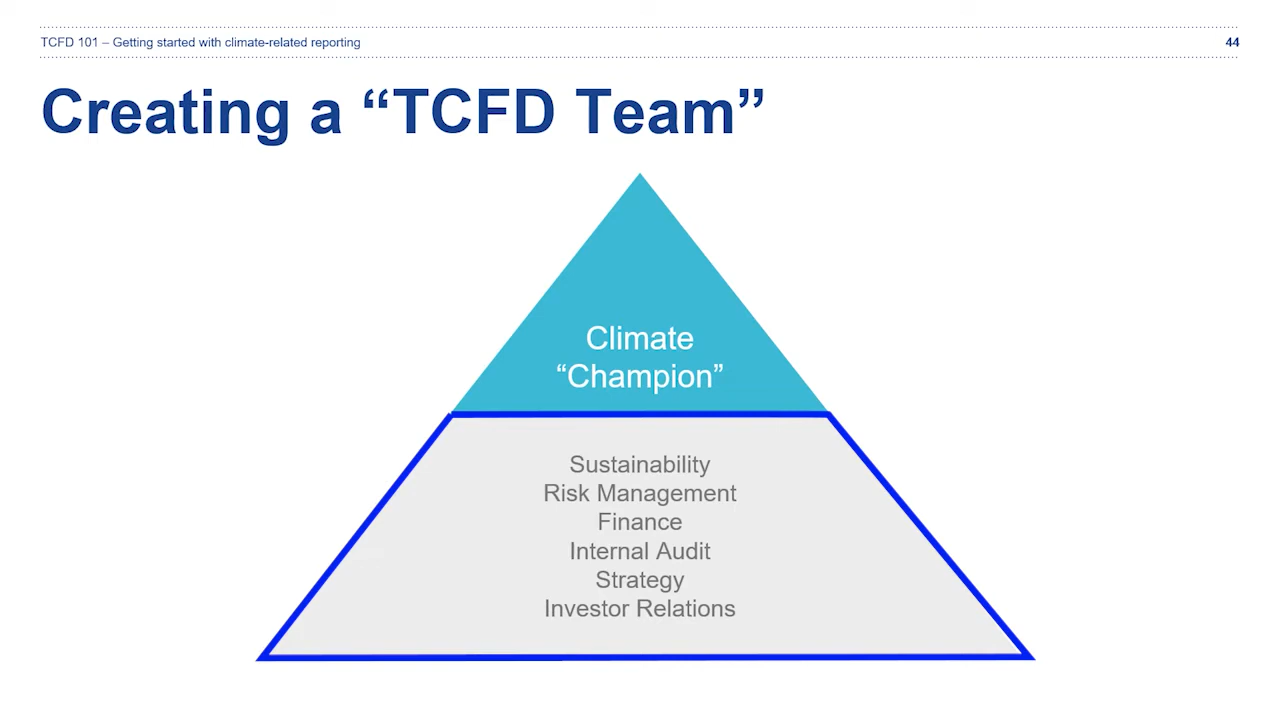 TCFD 101 – Getting started with climate-related reporting
44
Creating a “TCFD Team”
Climate
“Champion”
Sustainability
Risk Management
Finance
Internal Audit
Strategy
Investor Relations